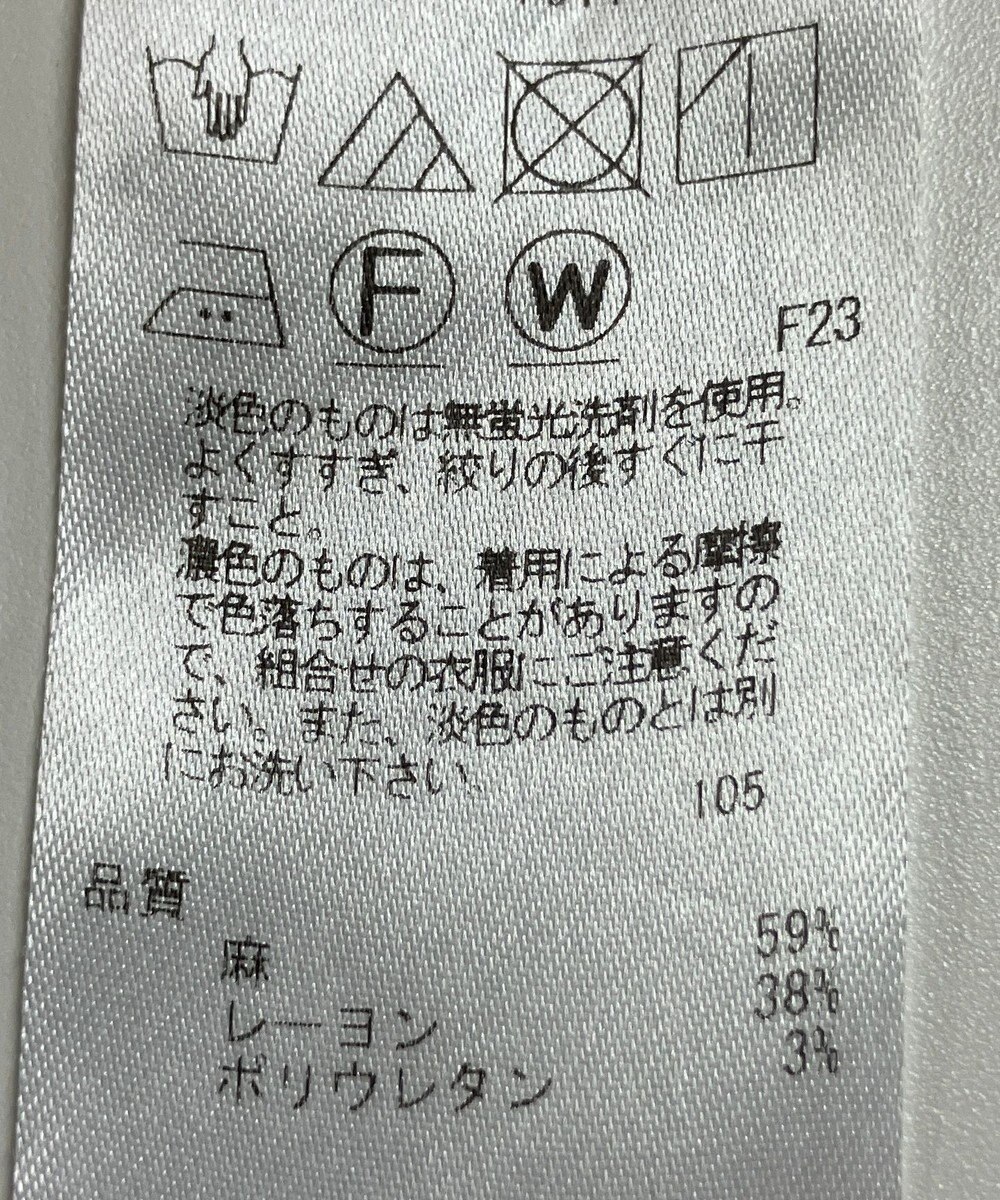 F
W
F23
淡色のものは無蛍光洗剤を使用。
よくすすぎ、絞りの後すぐに干
すこと。
濃色のものは、着用による摩擦
で色落ちすることがありますの
で、組合せの衣服にご注意くだ
さい。また、淡色のものとは別
にお洗い下さい。
105
品質
麻 59%
レーヨン 38%
ポリウレタン 3%